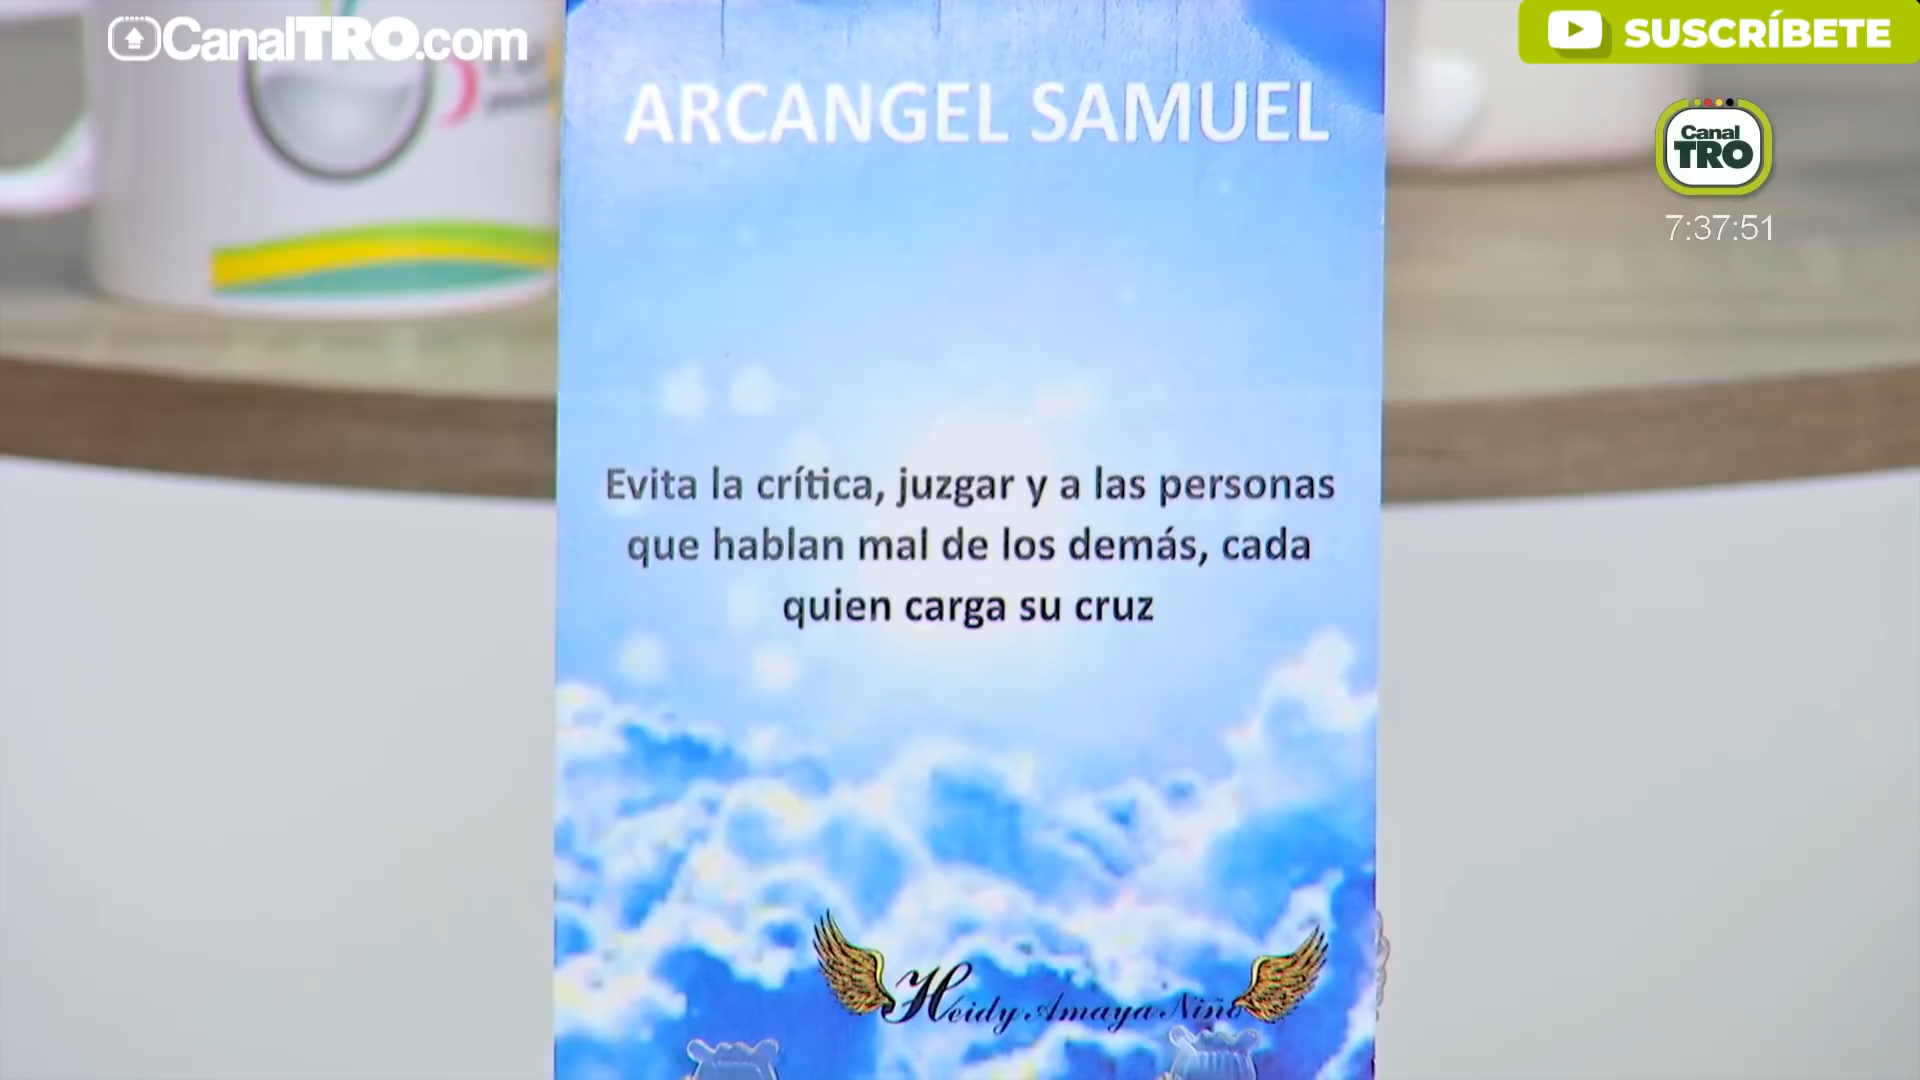 CanalTRO.com
SUSCRÍBETE
Canal
TRO
7:37:51
ARCANGEL SAMUEL
Evita la crítica, juzgar y a las personas
que hablan mal de los demás, cada
quien carga su cruz
Heidy Amaya Niño